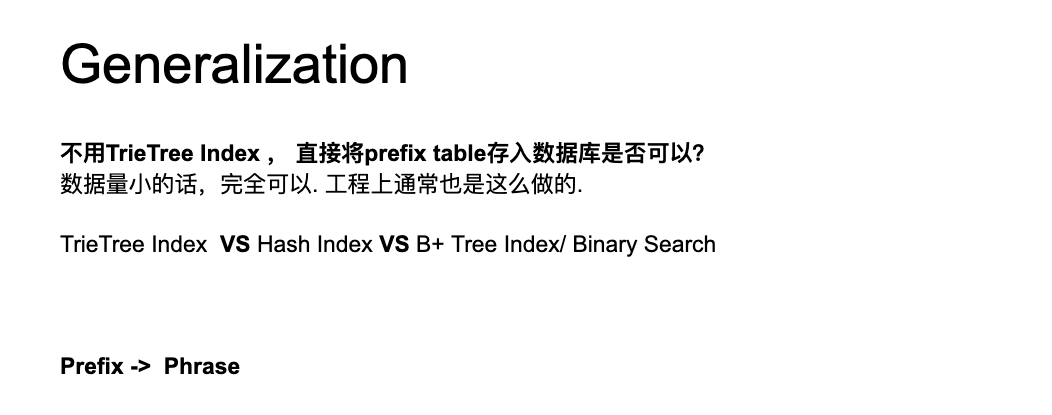 Generalization
不用TrieTree Index ， 直接将prefix table存入数据库是否可以?
数据量小的话，完全可以. 工程上通常也是这么做的.
TrieTree Index  VS Hash Index VS B+ Tree Index/ Binary Search
Prefix ->  Phrase